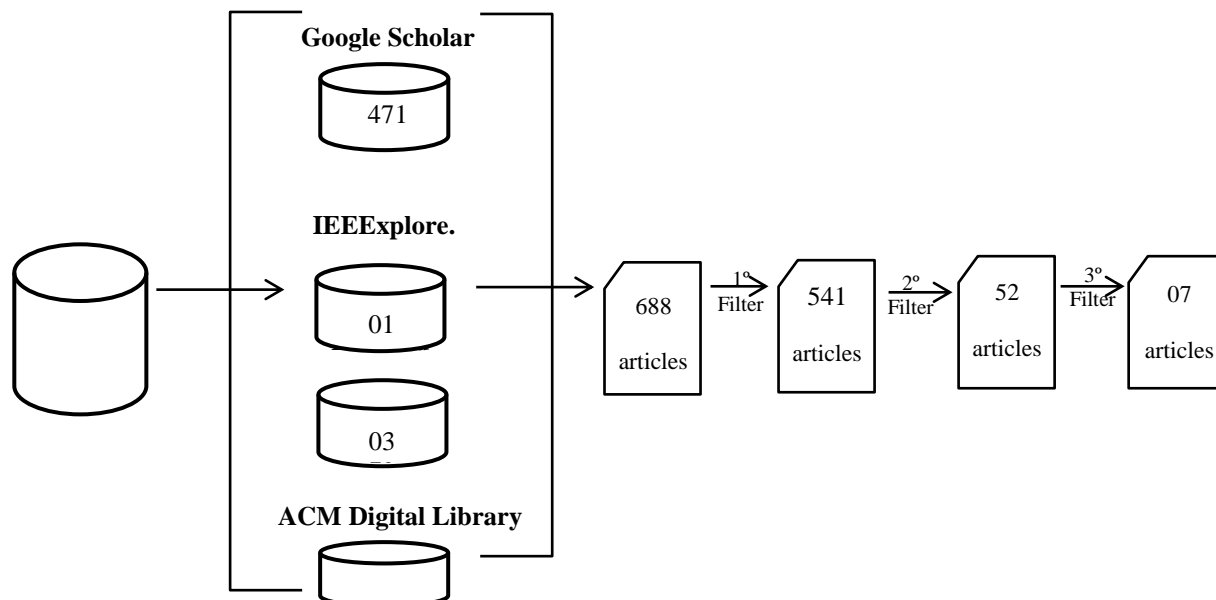 Google Scholar
471
IEEExplore.
01
03
ACM Digital Library
688
articles
1º
Filter
541
articles
2º
Filter
52
articles
3º
Filter
07
articles